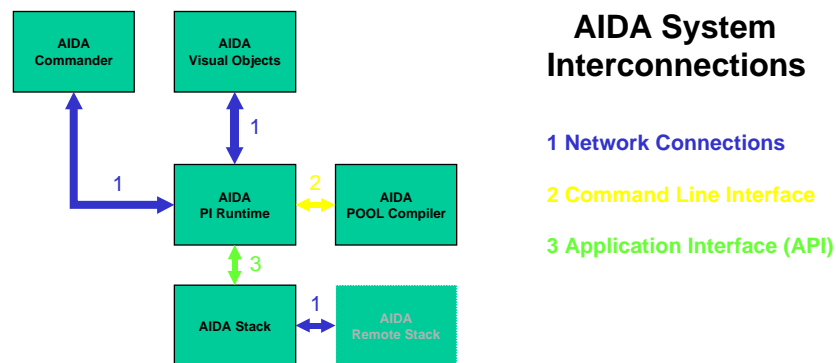 AIDA System
Interconnections
AIDA
Commander
AIDA
Visual Objects
1
1
1 Network Connections
AIDA
PI Runtime
2
AIDA
POOL Compiler
2 Command Line Interface
3
3 Application Interface (API)
AIDA Stack
1
AIDA
Remote Stack